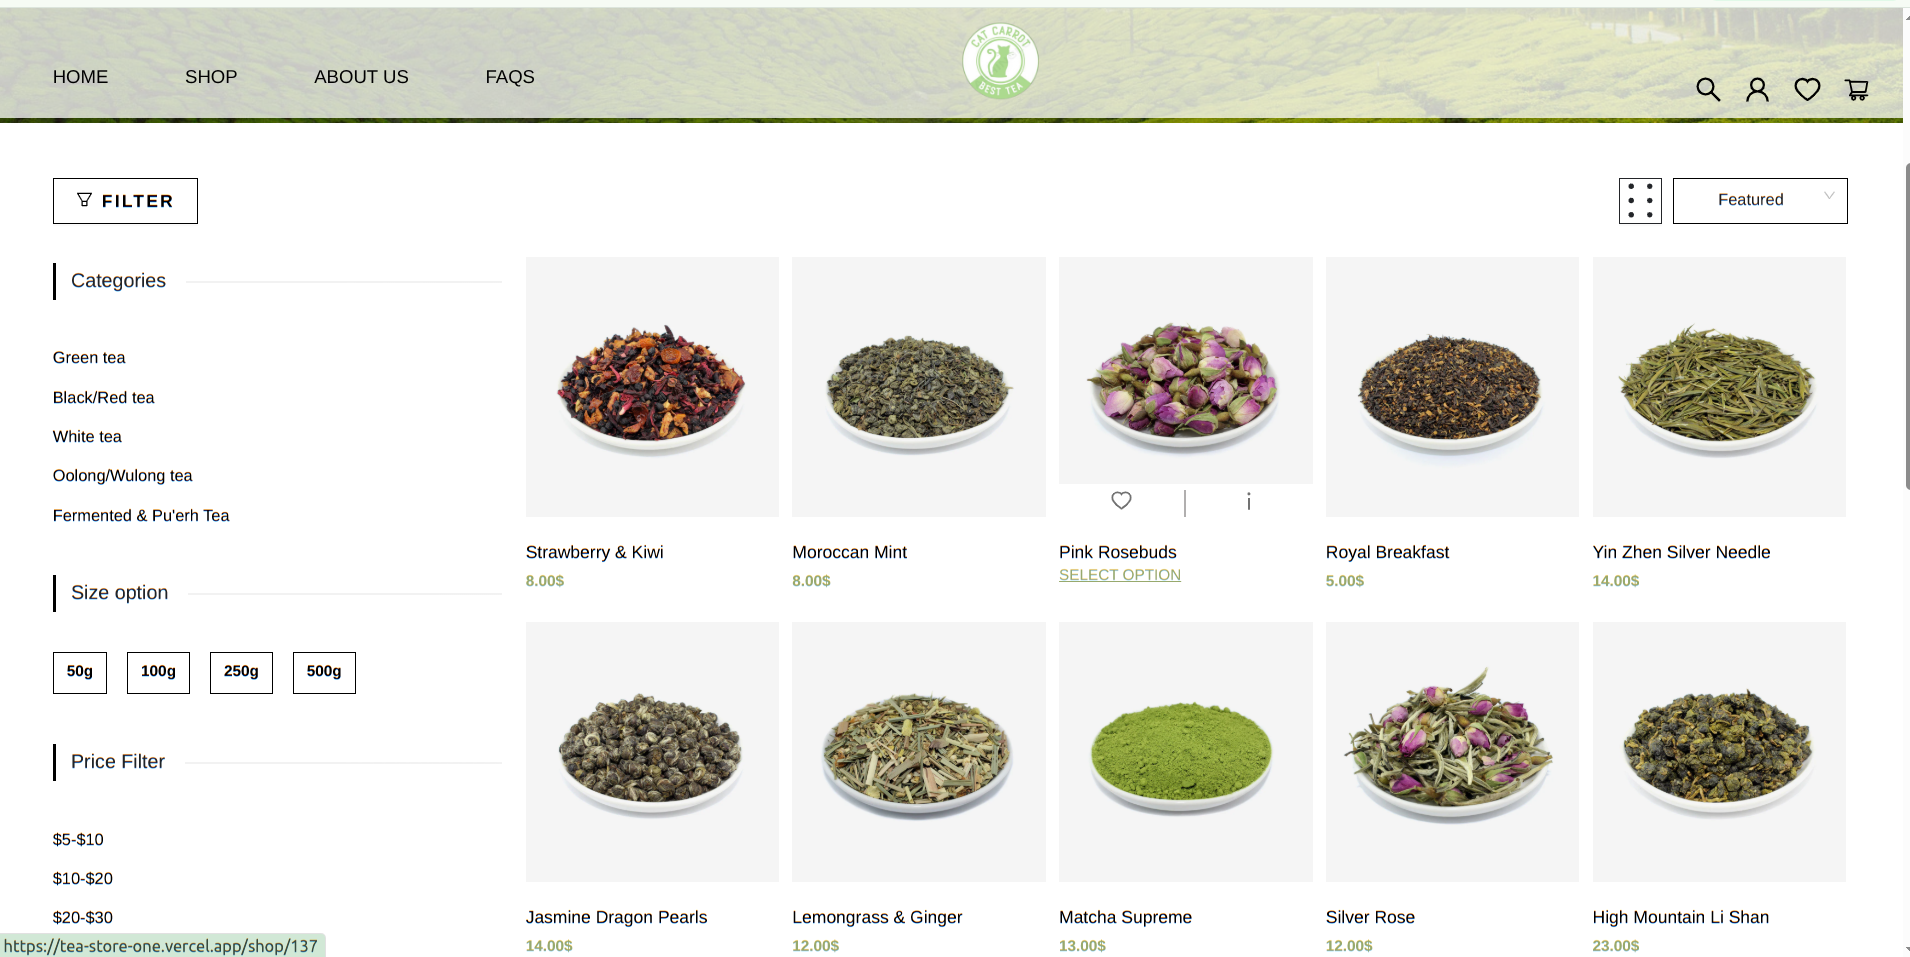 HOME SHOP ABOUT US FAQS
CAT CARROT
BEST TEA
FILTER
Featured
Categories
Green tea
Black/Red tea
White tea
Oolong/Wulong tea
Fermented & Pu'erh Tea
Size option
50g 100g 250g 500g
Price Filter
$5-$10
$10-$20
$20-$30
Strawberry & Kiwi
8.00$
Moroccan Mint
8.00$
Pink Rosebuds
SELECT OPTION
Royal Breakfast
5.00$
Yin Zhen Silver Needle
14.00$
Jasmine Dragon Pearls
14.00$
Lemongrass & Ginger
12.00$
Matcha Supreme
13.00$
Silver Rose
12.00$
High Mountain Li Shan
23.00$
https://tea-store-one.vercel.app/shop/137